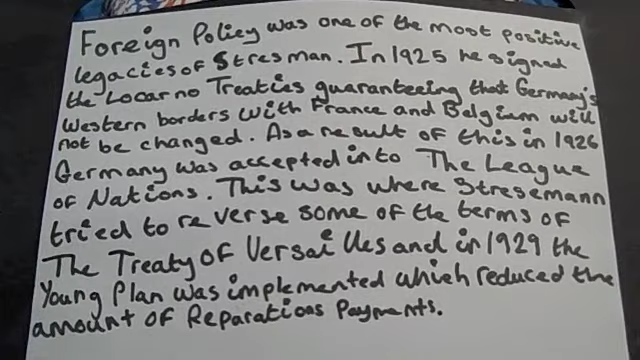 Foreign Policy was one of the most positive
legacies of Stresman. In 1925 he signed
the Locarno Treaties guaranteeing that Germany's
Western borders with France and Belgium will
not be changed. As a result of this in 1926
Germany was accepted into The League
of Nations. This was where Stresemann
tried to reverse some of the terms of
The Treaty of Versailles and in 1929 the
Young Plan was implemented which reduced the
amount of Reparations Payments.